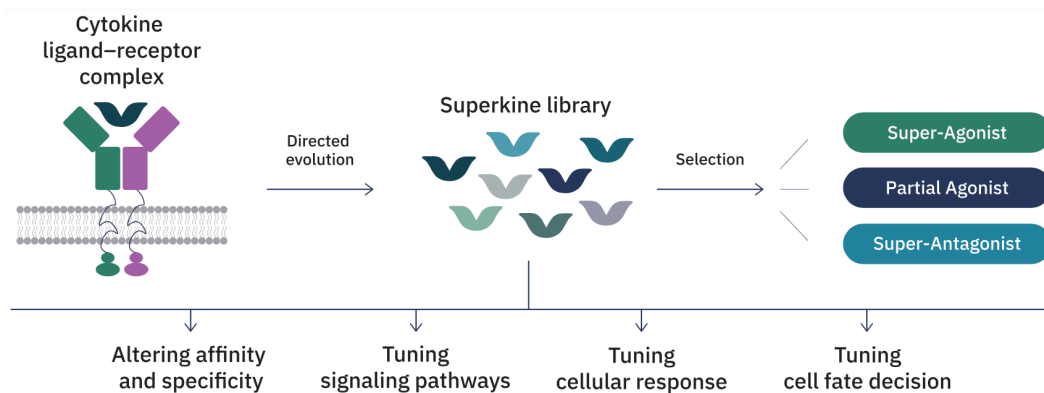 Cytokine
ligand–receptor
complex
Directed
evolution
Superkine library
Selection
Super-Agonist
Partial Agonist
Super-Antagonist
Altering affinity
and specificity
Tuning
signaling pathways
Tuning
cellular response
Tuning
cell fate decision